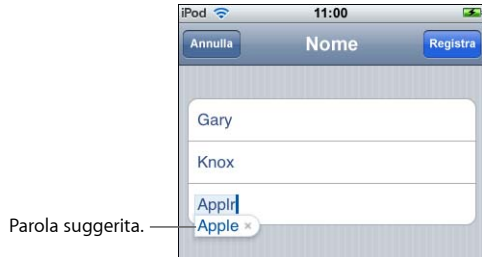 iPod 11:00
Annulla Nome Registra
Gary
Knox
Applr
Parola suggerita. Apple ×